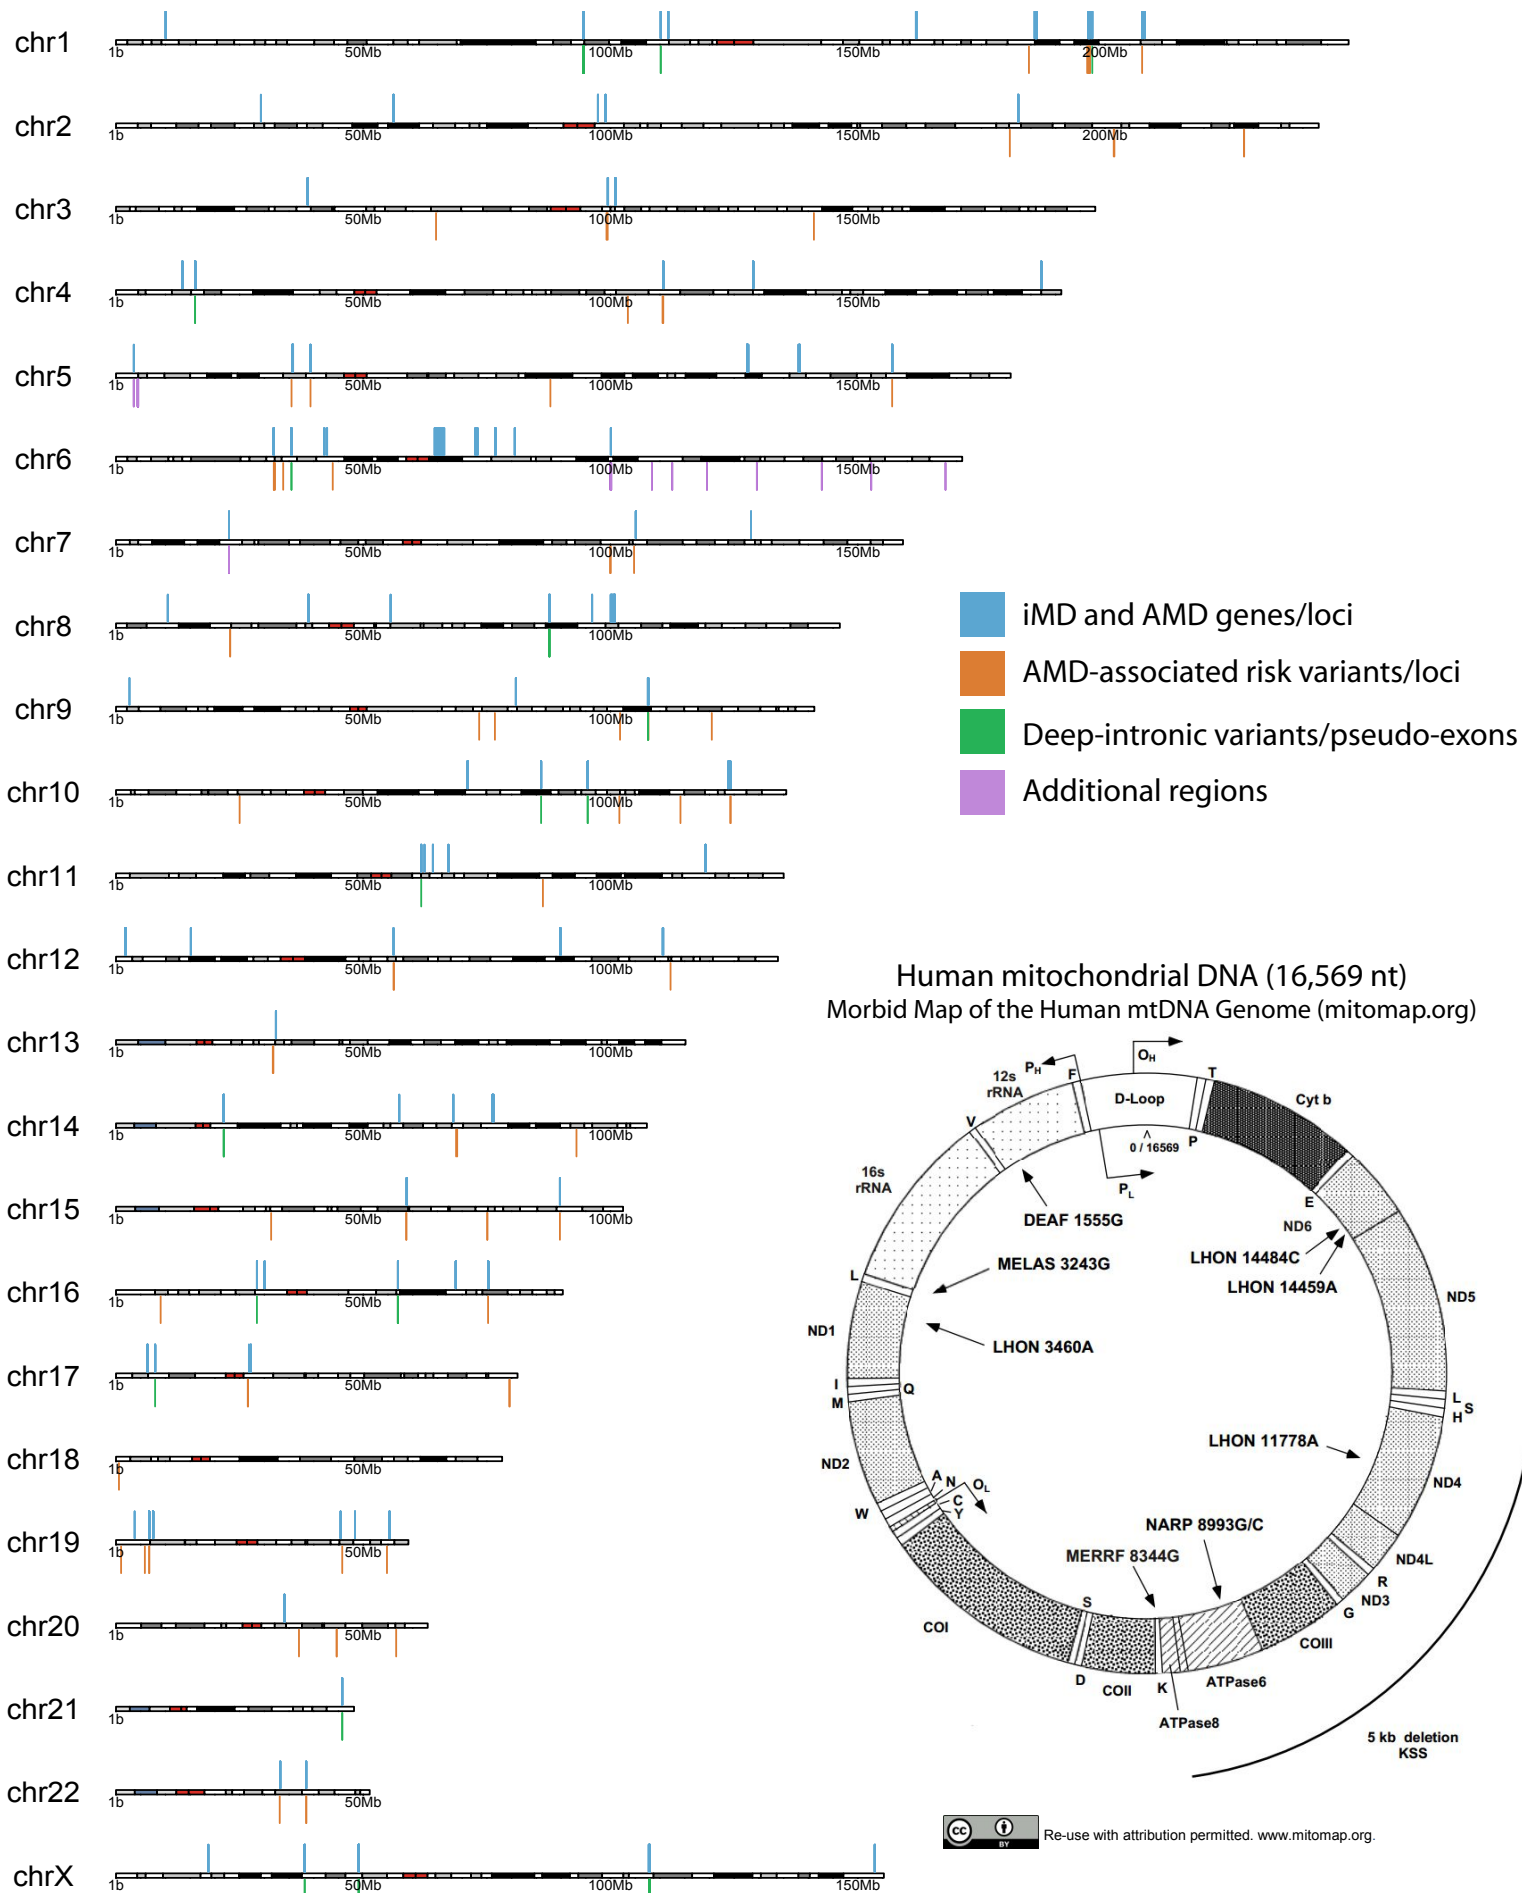 chr1
1b 50Mb 100Mb 150Mb 200Mb
chr2
1b 50Mb 100Mb 150Mb 200Mb
chr3
1b 50Mb 100Mb 150Mb
chr4
1b 50Mb 100Mb 150Mb
chr5
1b 50Mb 100Mb 150Mb
chr6
1b 50Mb 100Mb 150Mb
chr7
1b 50Mb 100Mb 150Mb
chr8
1b 50Mb 100Mb
chr9
1b 50Mb 100Mb
chr10
1b 50Mb 100Mb
chr11
1b 50Mb 100Mb
chr12
1b 50Mb 100Mb
chr13
1b 50Mb 100Mb
chr14
1b 50Mb 100Mb
chr15
1b 50Mb 100Mb
chr16
1b 50Mb
chr17
1b 50Mb
chr18
1b 50Mb
chr19
1b 50Mb
chr20
1b 50Mb
chr21
1b
chr22
1b 50Mb
chrX
1b 50Mb 100Mb 150Mb
iMD and AMD genes/loci
AMD-associated risk variants/loci
Deep-intronic variants/pseudo-exons
Additional regions
Human mitochondrial DNA (16,569 nt)
Morbid Map of the Human mtDNA Genome (mitomap.org)
OH
PH
F
T
12s
rRNA
D-Loop
Cyt b
V
0 / 16569
P
PL
16s
rRNA
E
ND6
DEAF 1555G
LHON 14484C
LHON 14459A
MELAS 3243G
L
ND5
ND1
LHON 3460A
I
Q
M
L
S
H
LHON 11778A
ND2
ND4
A
N
OL
C
Y
W
NARP 8993G/C
MERRF 8344G
ND4L
R
ND3
G
S
COI
COIII
D
COII
K
ATPase6
ATPase8
5 kb deletion
KSS
cc
BY
Re-use with attribution permitted. www.mitomap.org.